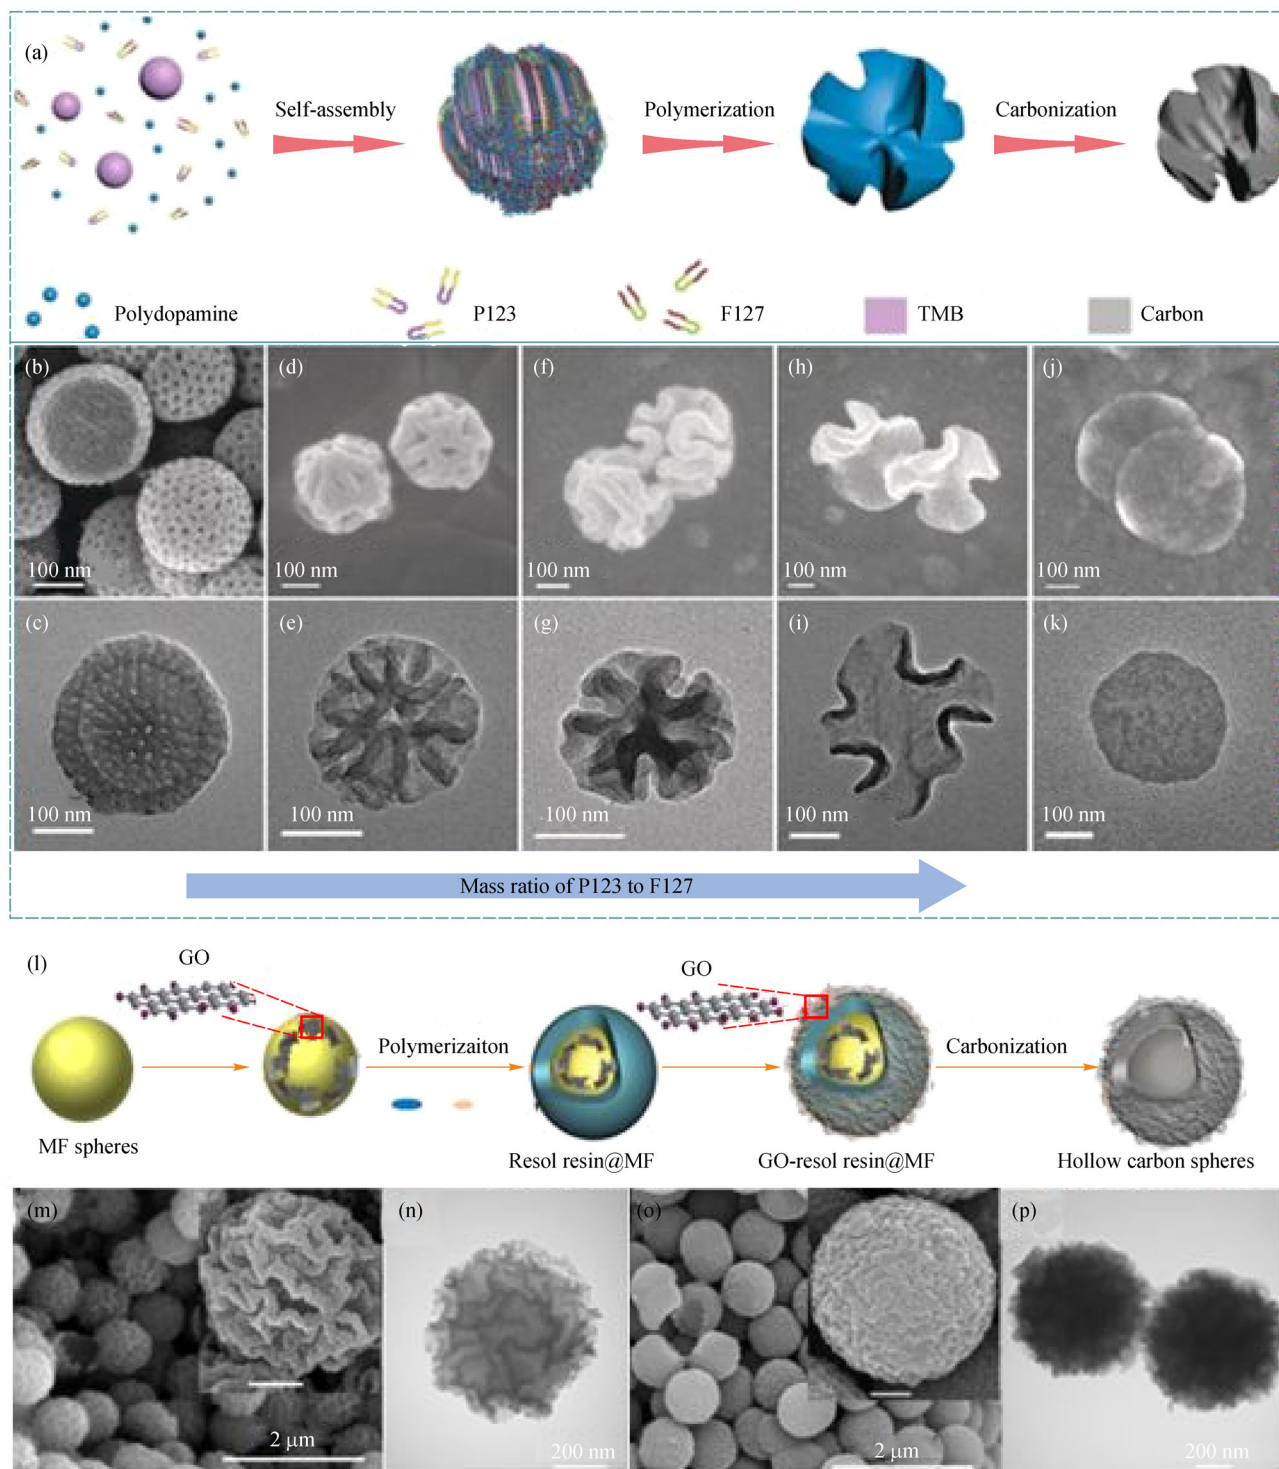 (a)
Self-assembly
Polymerization
Carbonization
Polydopamine
P123
F127
TMB
Carbon
(b)
(d)
(f)
(h)
(j)
100 nm
100 nm
100 nm
100 nm
100 nm
(c)
(e)
(g)
(i)
(k)
100 nm
100 nm
100 nm
100 nm
100 nm
Mass ratio of P123 to F127
(l)
GO
GO
Polymerizaiton
Carbonization
MF spheres
Resol resin@MF
GO-resol resin@MF
Hollow carbon spheres
(m)
(n)
(o)
(p)
2 μm
200 nm
2 μm
200 nm